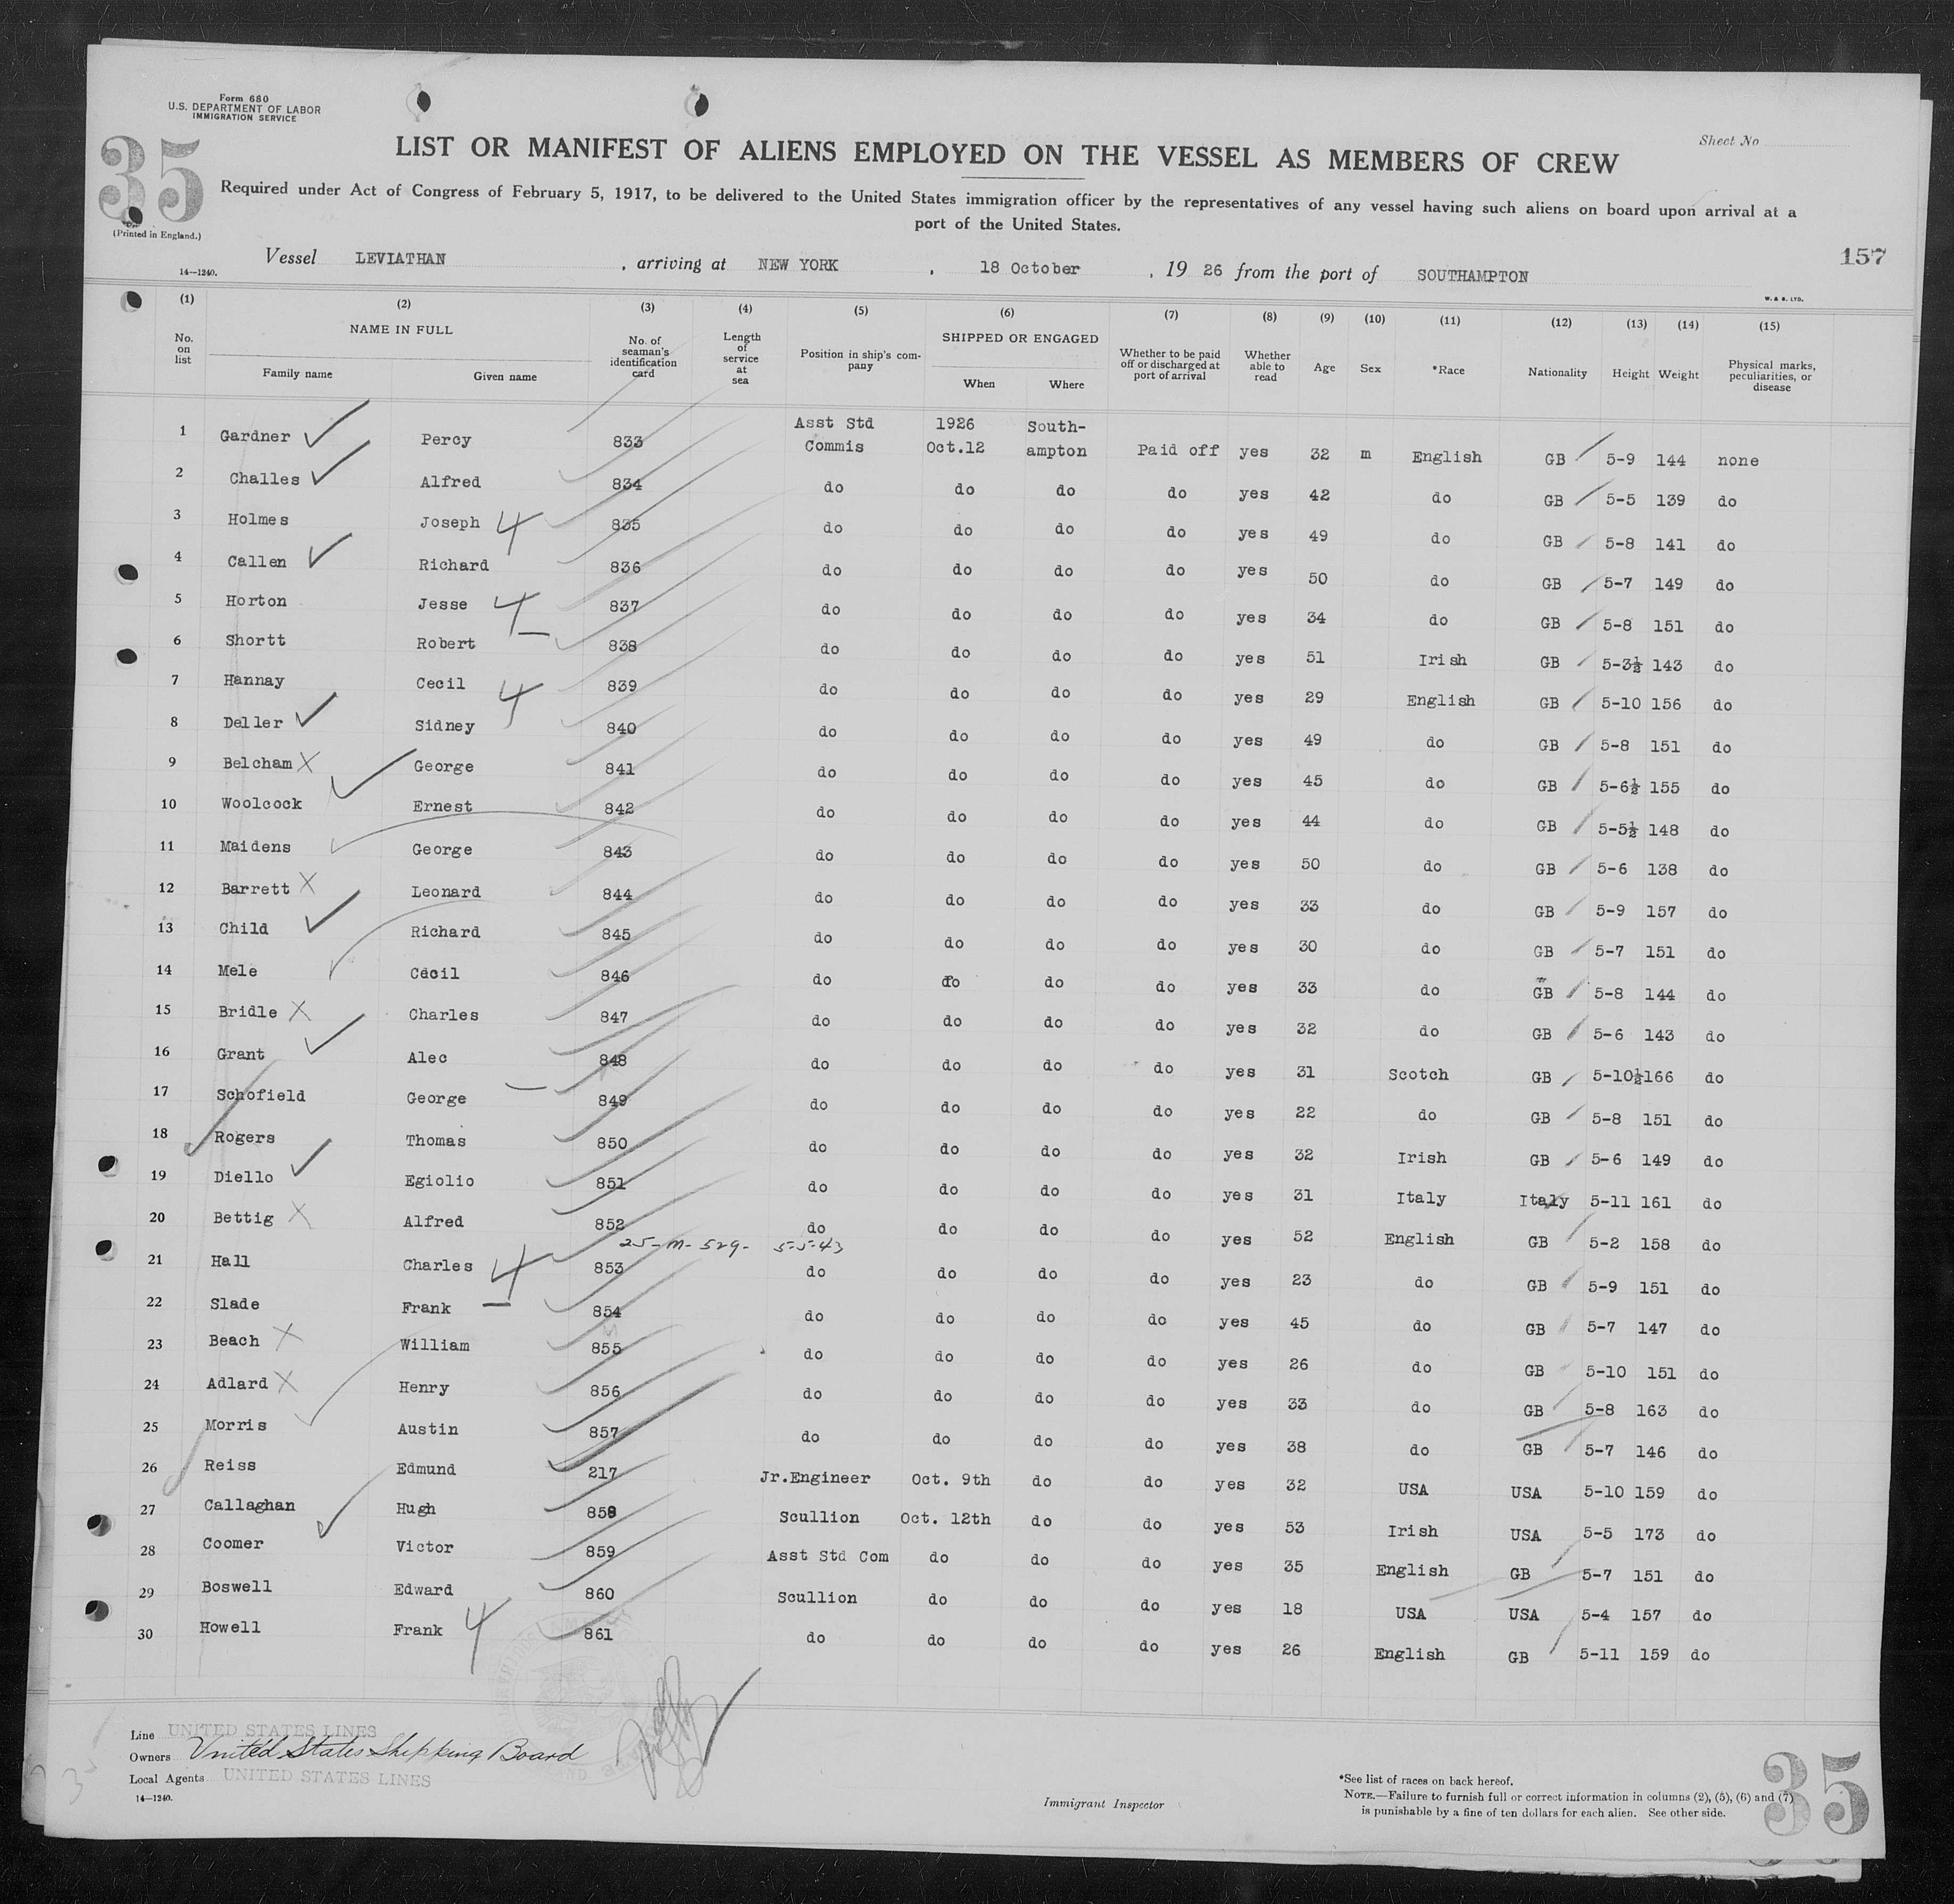 Form 680
U.S. DEPARTMENT OF LABOR
IMMIGRATION SERVICE
35
(Printed in England.)
Sheet No
LIST OR MANIFEST OF ALIENS EMPLOYED ON THE VESSEL AS MEMBERS OF CREW
Required under Act of Congress of February 5, 1917, to be delivered to the United States immigration officer by the representatives of any vessel having such aliens on board upon arrival at a
port of the United States.
157
14—1240.
Vessel LEVIATHAN , arriving at NEW YORK , 18 October , 19 26 from the port of SOUTHAMPTON
W. & S. LTD.
(1) (2) (3) (4) (5) (6) (7) (8) (9) (10) (11) (12) (13) (14) (15)
No. on list NAME IN FULL Family name Given name No. of seaman's identification card Length of service at sea Position in ship's company SHIPPED OR ENGAGED When Where Whether to be paid off or discharged at port of arrival Whether able to read Age Sex *Race Nationality Height Weight Physical marks, peculiarities, or disease
1 Gardner Percy 833 Asst Std Commis 1926 Oct.12 South-ampton Paid off yes 32 m English GB 5-9 144 none
2 Challes Alfred 834 do do do do yes 42 do GB 5-5 139 do
3 Holmes Joseph 4 835 do do do do yes 49 do GB 5-8 141 do
4 Callen Richard 836 do do do do yes 50 do GB 5-7 149 do
5 Horton Jesse 4 837 do do do do yes 34 do GB 5-8 151 do
6 Shortt Robert 838 do do do do yes 51 Irish GB 5-3½ 143 do
7 Hannay Cecil 4 839 do do do do yes 29 English GB 5-10 156 do
8 Deller Sidney 840 do do do do yes 49 do GB 5-8 151 do
9 Belcham X George 841 do do do do yes 45 do GB 5-6½ 155 do
10 Woolcock Ernest 842 do do do do yes 44 do GB 5-5½ 148 do
11 Maidens George 843 do do do do yes 50 do GB 5-6 138 do
12 Barrett X Leonard 844 do do do do yes 33 do GB 5-9 157 do
13 Child Richard 845 do do do do yes 30 do GB 5-7 151 do
14 Mele Cecil 846 do do do do yes 33 do GB 5-8 144 do
15 Bridle X Charles 847 do do do do yes 32 do GB 5-6 143 do
16 Grant Alec 848 do do do do yes 31 Scotch GB 5-10½ 166 do
17 Schofield George 849 do do do do yes 22 do GB 5-8 151 do
18 Rogers Thomas 850 do do do do yes 32 Irish GB 5-6 149 do
19 Diello Egiolio 851 do do do do yes 31 Italy Italy 5-11 161 do
20 Bettig X Alfred 852 do do do do yes 52 English GB 5-2 158 do
25-m-529- 5-5-43
21 Hall Charles 4 853 do do do do yes 23 do GB 5-9 151 do
22 Slade Frank 854 do do do do yes 45 do GB 5-7 147 do
23 Beach X William 855 do do do do yes 26 do GB 5-10 151 do
24 Adlard X Henry 856 do do do do yes 33 do GB 5-8 163 do
25 Morris Austin 857 do do do do yes 38 do GB 5-7 146 do
26 Reiss Edmund 217 Jr.Engineer Oct. 9th do do yes 32 USA USA 5-10 159 do
27 Callaghan Hugh 858 Scullion Oct. 12th do do yes 53 Irish USA 5-5 173 do
28 Coomer Victor 859 Asst Std Com do do do yes 35 English GB 5-7 151 do
29 Boswell Edward 860 Scullion do do do yes 18 USA USA 5-4 157 do
30 Howell Frank 4 861 do do do do yes 26 English GB 5-11 159 do
Line UNITED STATES LINES
Owners United States Shipping Board
Local Agents UNITED STATES LINES
14—1240.
Immigrant Inspector
*See list of races on back hereof.
NOTE.—Failure to furnish full or correct information in columns (2), (5), (6) and (7)
is punishable by a fine of ten dollars for each alien. See other side.
35